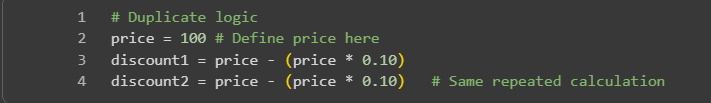 1 # Duplicate logic
2 price = 100 # Define price here
3 discount1 = price - (price * 0.10)
4 discount2 = price - (price * 0.10)   # Same repeated calculation